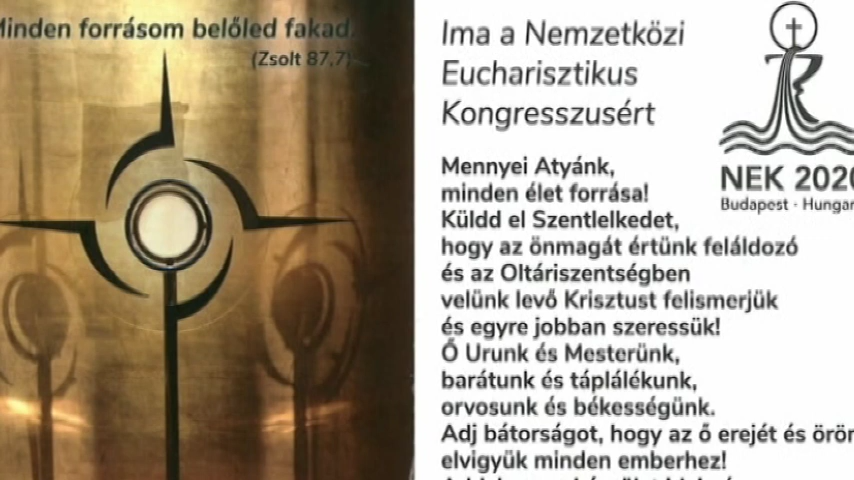 Minden forrásom belőled fakad.
(Zsolt 87,7)
Ima a Nemzetközi
Eucharisztikus
Kongresszusért
NEK 2020
Budapest - Hungar
Mennyei Atyánk,
minden élet forrása!
Küldd el Szentlelkedet,
hogy az önmagát értünk feláldozó
és az Oltáriszentségben
velünk levő Krisztust felismerjük
és egyre jobban szeressük!
Ő Urunk és Mesterünk,
barátunk és táplálékunk,
orvosunk és békességünk.
Adj bátorságot, hogy az ő erejét és öröm
elvigyük minden emberhez!